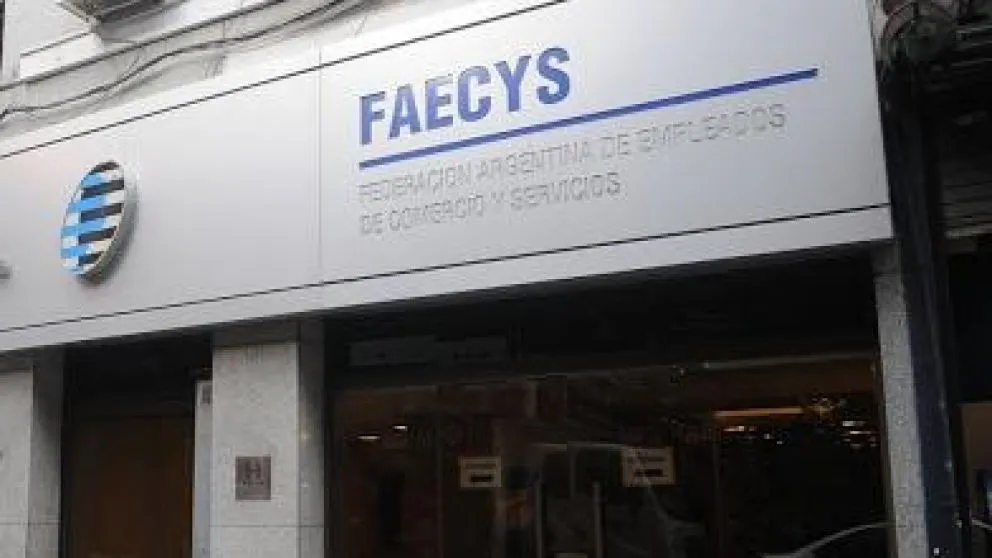 FAECYS
FEDERACION ARGENTINA DE EMPLEADOS
DE COMERCIO Y SERVICIOS
H